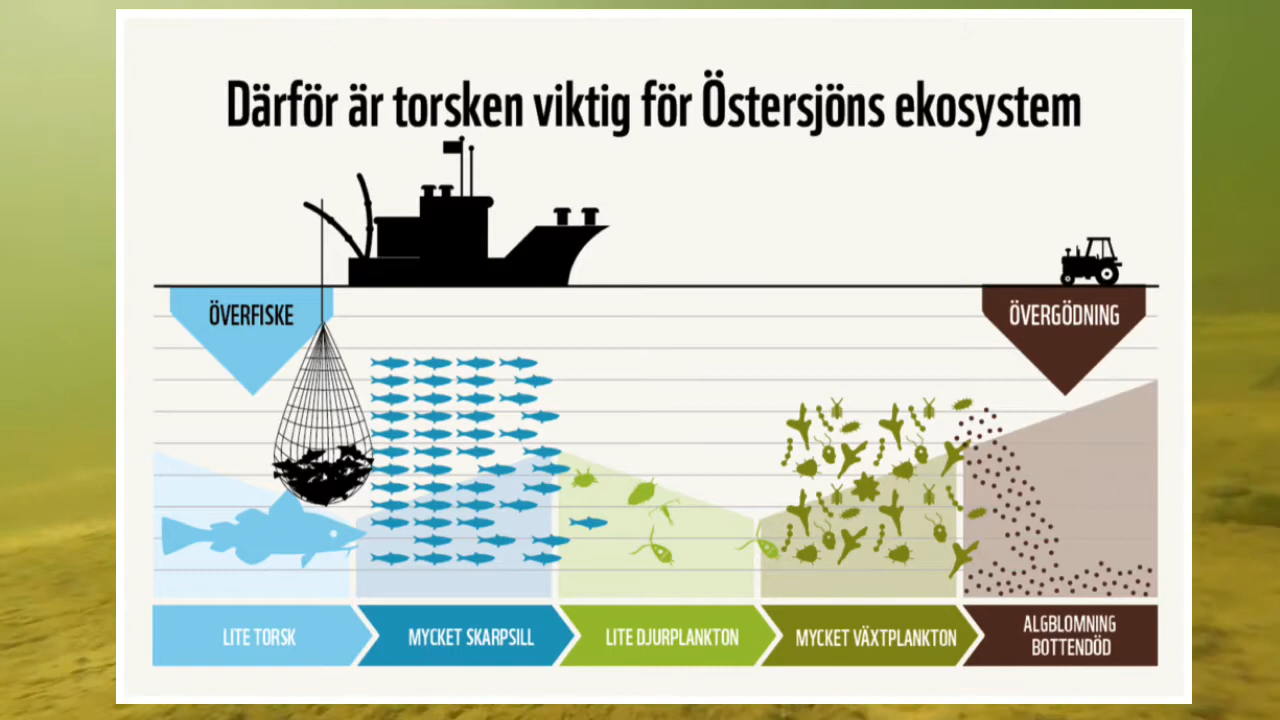 Därför är torsken viktig för Östersjöns ekosystem
ÖVERFISKE
ÖVERGÖDNING
LITE TORSK
MYCKET SKARPSILL
LITE DJURPLANKTON
MYCKET VÄXTPLANKTON
ALGBLOMNING
BOTTENDÖD